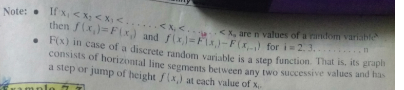 Note: • If x₁ < x₂ < x₃ < . . . . . . < xᵢ < . . . . < xₙ are n values of a random variable
then f(x₁)=F(x₁) and f(xᵢ)=F(xᵢ)−F(xᵢ₋₁) for i = 2, 3, . . . . . . , n
• F(x) in case of a discrete random variable is a step function. That is, its graph
consists of horizontal line segments between any two successive values and has
a step or jump of height f(xᵢ) at each value of xᵢ.